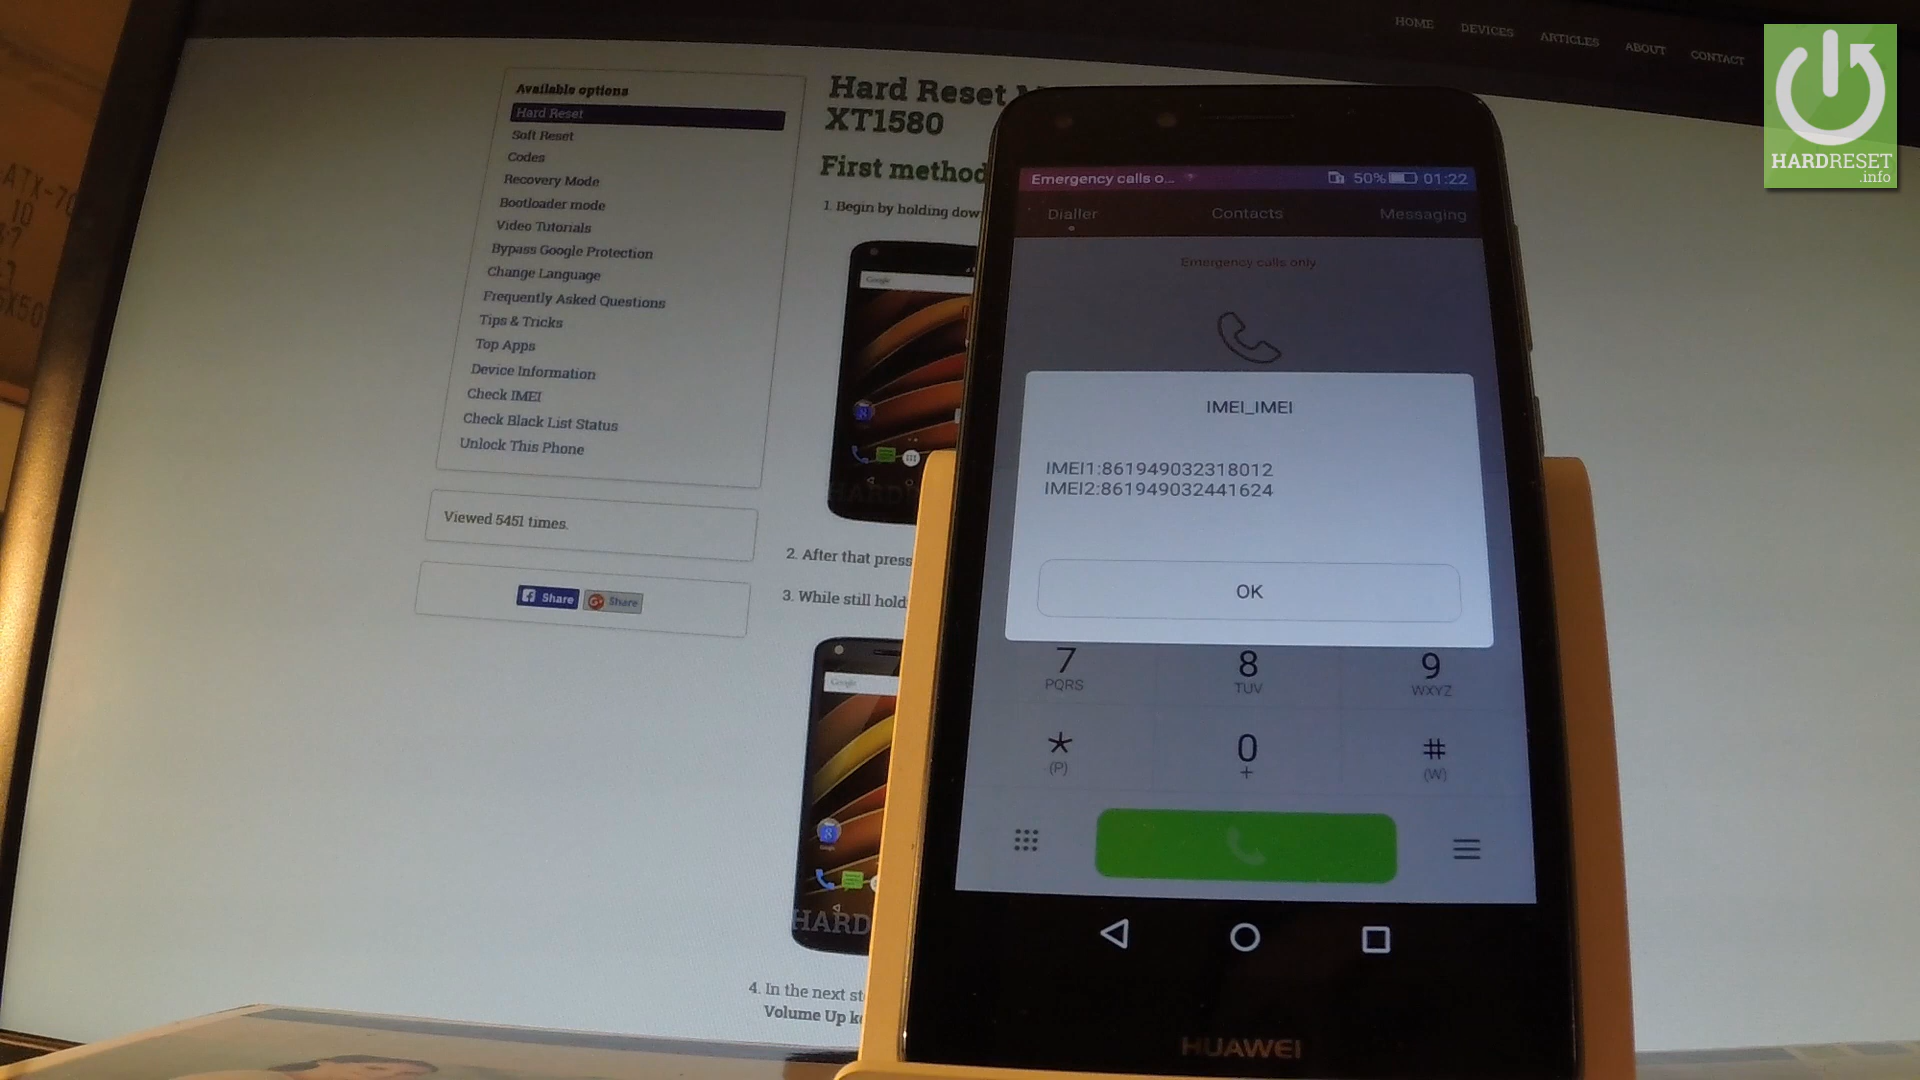 HOME DEVICES ARTICLES ABOUT CONTACT
HARDRESET
.info
Available options
Hard Reset
Soft Reset
Codes
Recovery Mode
Bootloader mode
Video Tutorials
Bypass Google Protection
Change Language
Frequently Asked Questions
Tips & Tricks
Top Apps
Device Information
Check IMEI
Check Black List Status
Unlock This Phone
Viewed 5451 times.
Share Share
Hard Reset
XT1580
First method
1. Begin by holding dow
Google
2. After that press
3. While still hold
Google
HARD
4. In the next st
Volume Up ke
Emergency calls o... 50% 01:22
Dialler Contacts Messaging
Emergency calls only
IMEI_IMEI
IMEI1:861949032318012
IMEI2:861949032441624
OK
7 8 9
PQRS TUV WXYZ
* 0 #
(P) + (W)
HUAWEI